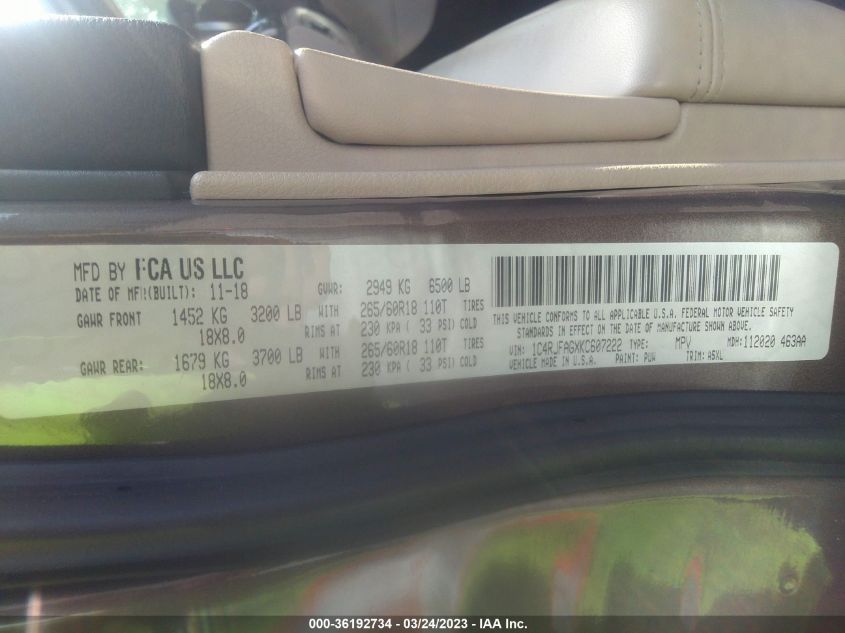 MFD BY FCA US LLC
DATE OF MFR(BUILT): 11-18 GVWR: 2949 KG 6500 LB
GAWR FRONT 1452 KG 3200 LB WITH 265/60R18 110T TIRES
18X8.0 RIMS AT 230 KPA ( 33 PSI) COLD
GAWR REAR: 1679 KG 3700 LB WITH 265/60R18 110T TIRES
18X8.0 RIMS AT 230 KPA ( 33 PSI) COLD
THIS VEHICLE CONFORMS TO ALL APPLICABLE U.S.A. FEDERAL MOTOR VEHICLE SAFETY
STANDARDS IN EFFECT ON THE DATE OF MANUFACTURE SHOWN ABOVE.
VIN: 1C4RJFAGXKC607222 TYPE: MPV MDH: 112020 463AA
VEHICLE MADE IN U.S.A. PAINT: PUW TRIM: A5XL
000-36192734 - 03/24/2023 - IAA Inc.